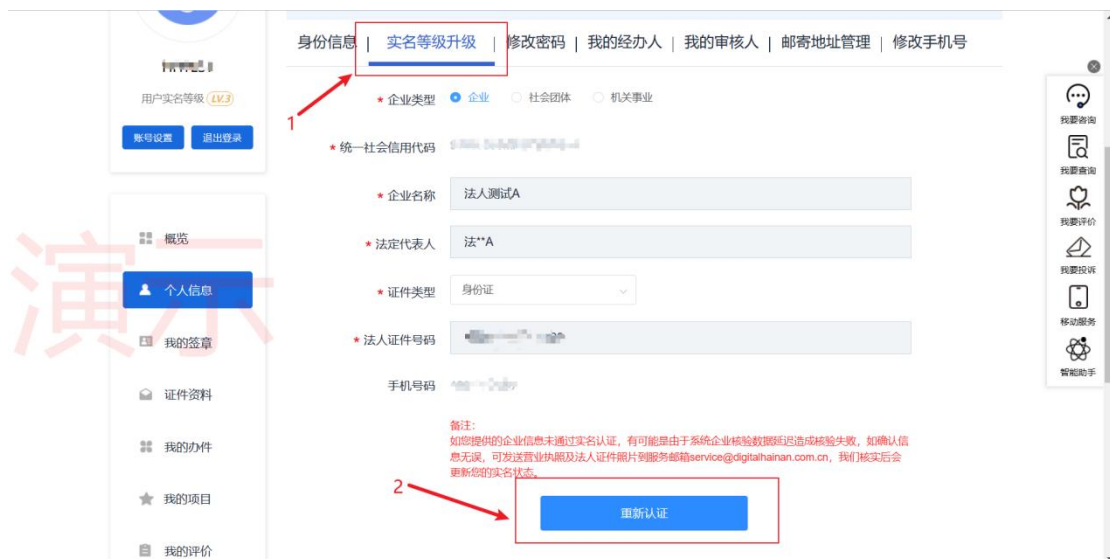 身份信息 | 实名等级升级 | 修改密码 | 我的经办人 | 我的审核人 | 邮寄地址管理 | 修改手机号
用户实名等级 LV.3
账号设置 退出登录
概览
个人信息
我的签章
证件资料
我的办件
我的项目
我的评价
演示
1
* 企业类型 企业 社会团体 机关事业
* 统一社会信用代码
* 企业名称 法人测试A
* 法定代表人 法**A
* 证件类型 身份证
* 法人证件号码
手机号码
备注：
如您提供的企业信息未通过实名认证，有可能是由于系统企业核验数据延迟造成核验失败，如确认信
息无误，可发送营业执照及法人证件照片到服务邮箱service@digitalhainan.com.cn，我们核实后会
更新您的实名状态。
2
重新认证
我要咨询
我要查询
我要评价
我要投诉
移动服务
智能助手